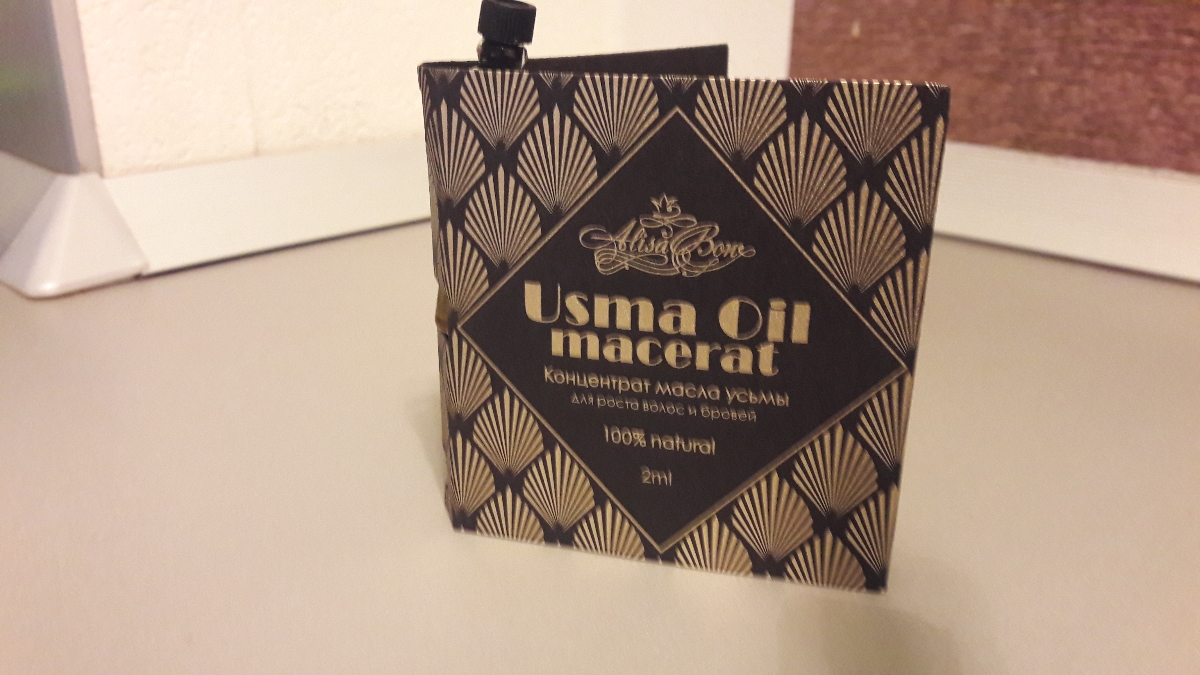 Alisa Bon
Usma Oil
macerat
Концентрат масла усьмы
для роста волос и бровей
100% natural
2ml